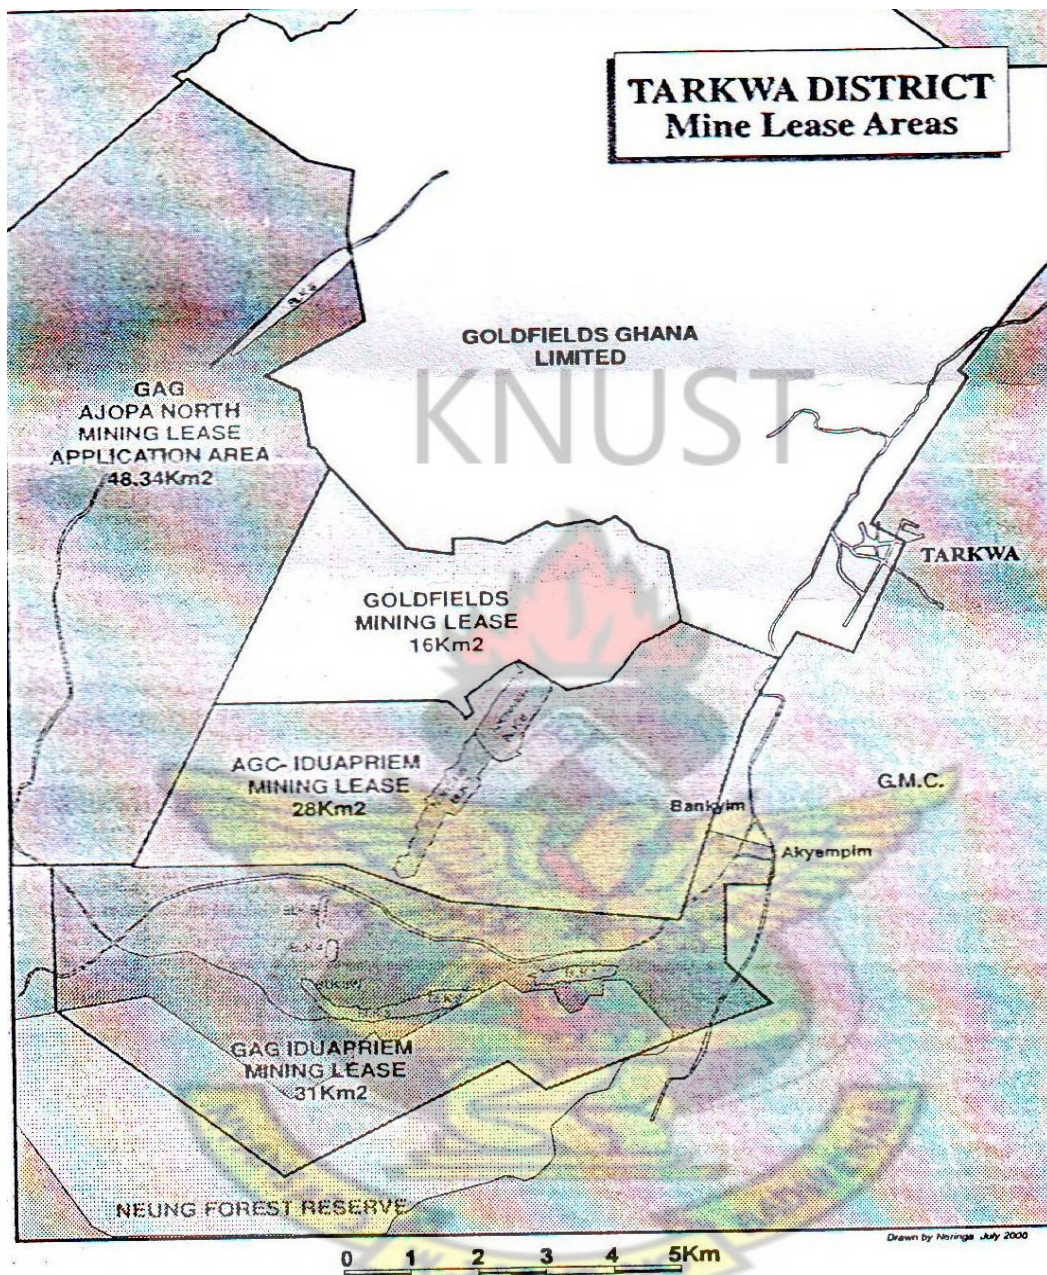 TARKWA DISTRICT
Mine Lease Areas
GOLDFIELDS GHANA
LIMITED
KNUST
GAG
AJOPA NORTH
MINING LEASE
APPLICATION AREA
48.34Km2
TARKWA
GOLDFIELDS
MINING LEASE
16Km2
AGC- IDUAPRIEM
MINING LEASE
28Km2
G.M.C.
Bankyim
Akyempim
GAG IDUAPRIEM
MINING LEASE
31Km2
NEUNG FOREST RESERVE
Drawn by Neringa July 2000
0 1 2 3 4 5Km